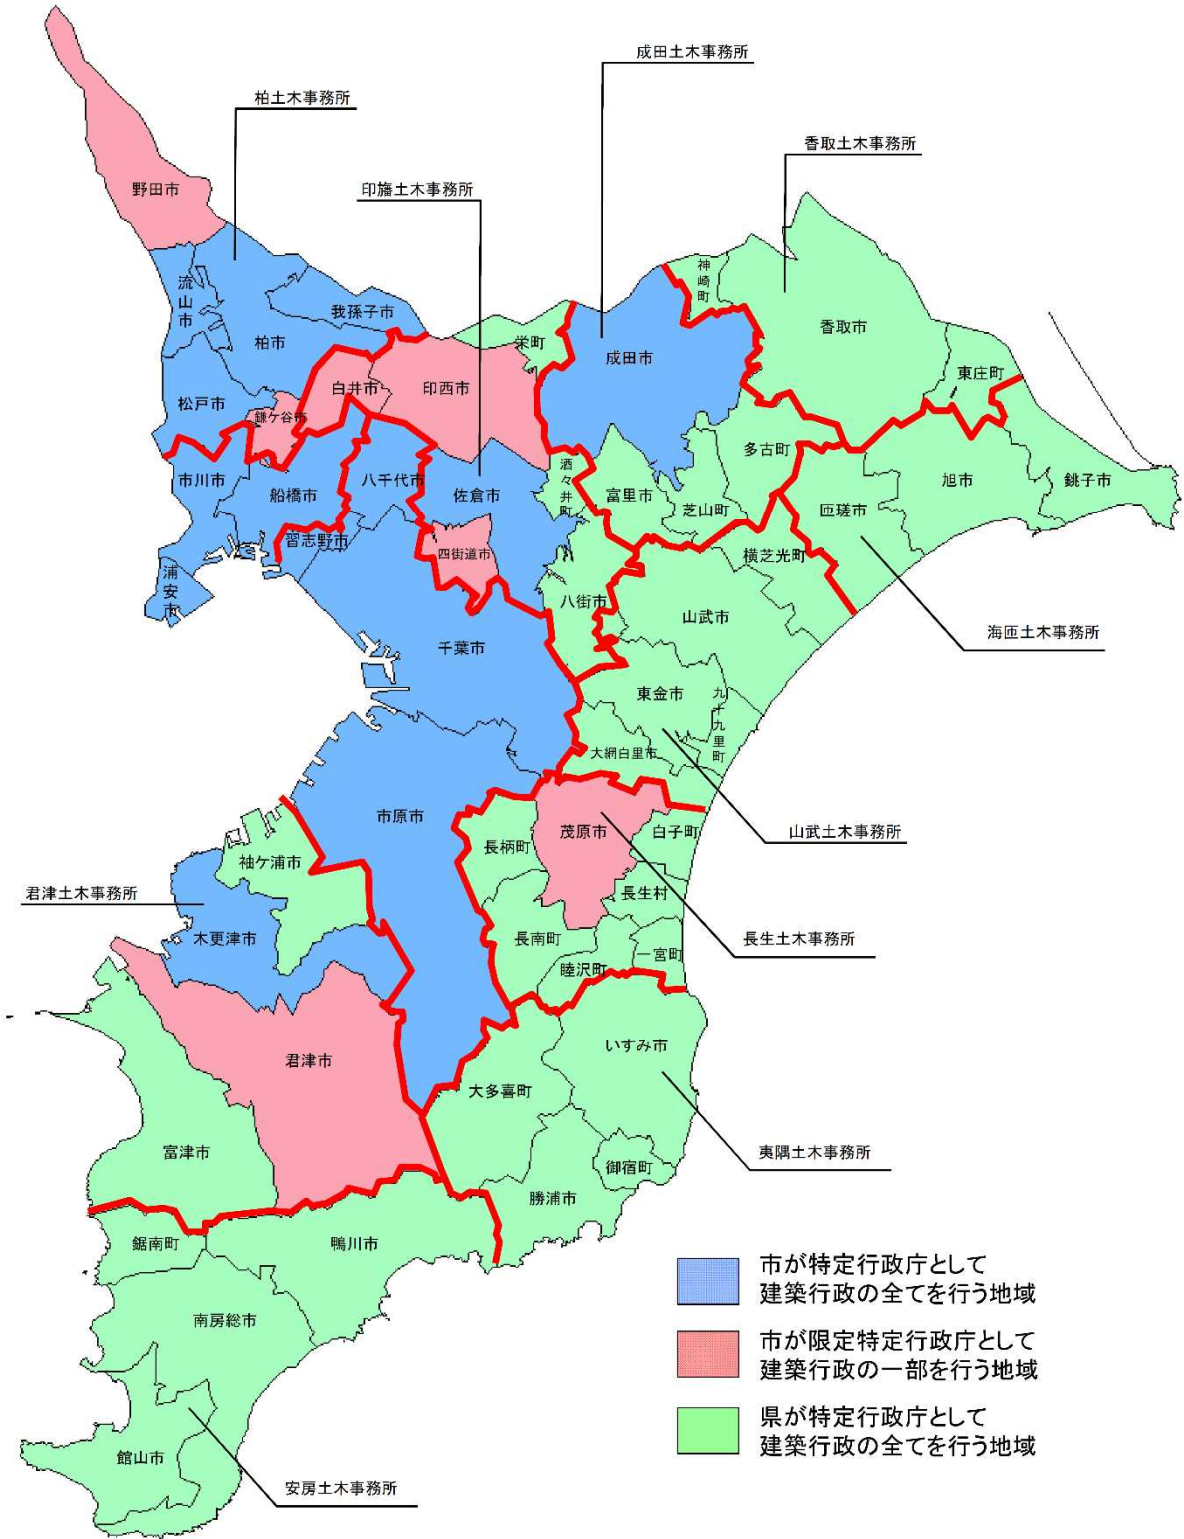 成田土木事務所
柏土木事務所
香取土木事務所
野田市
印旛土木事務所
神崎町
流山市
我孫子市
香取市
柏市
栄町
成田市
東庄町
白井市
印西市
松戸市
鎌ケ谷市
多古町
酒々井町
市川市
八千代市
旭市
銚子市
船橋市
佐倉市
富里市
芝山町
匝瑳市
習志野市
四街道市
横芝光町
浦安市
八街市
山武市
海匝土木事務所
千葉市
東金市
九十九里町
大網白里市
市原市
茂原市
白子町
山武土木事務所
長柄町
袖ケ浦市
君津土木事務所
長生村
木更津市
長南町
長生土木事務所
一宮町
睦沢町
いすみ市
君津市
大多喜町
富津市
夷隅土木事務所
御宿町
勝浦市
鋸南町
鴨川市
市が特定行政庁として
建築行政の全てを行う地域
南房総市
市が限定特定行政庁として
建築行政の一部を行う地域
県が特定行政庁として
建築行政の全てを行う地域
館山市
安房土木事務所